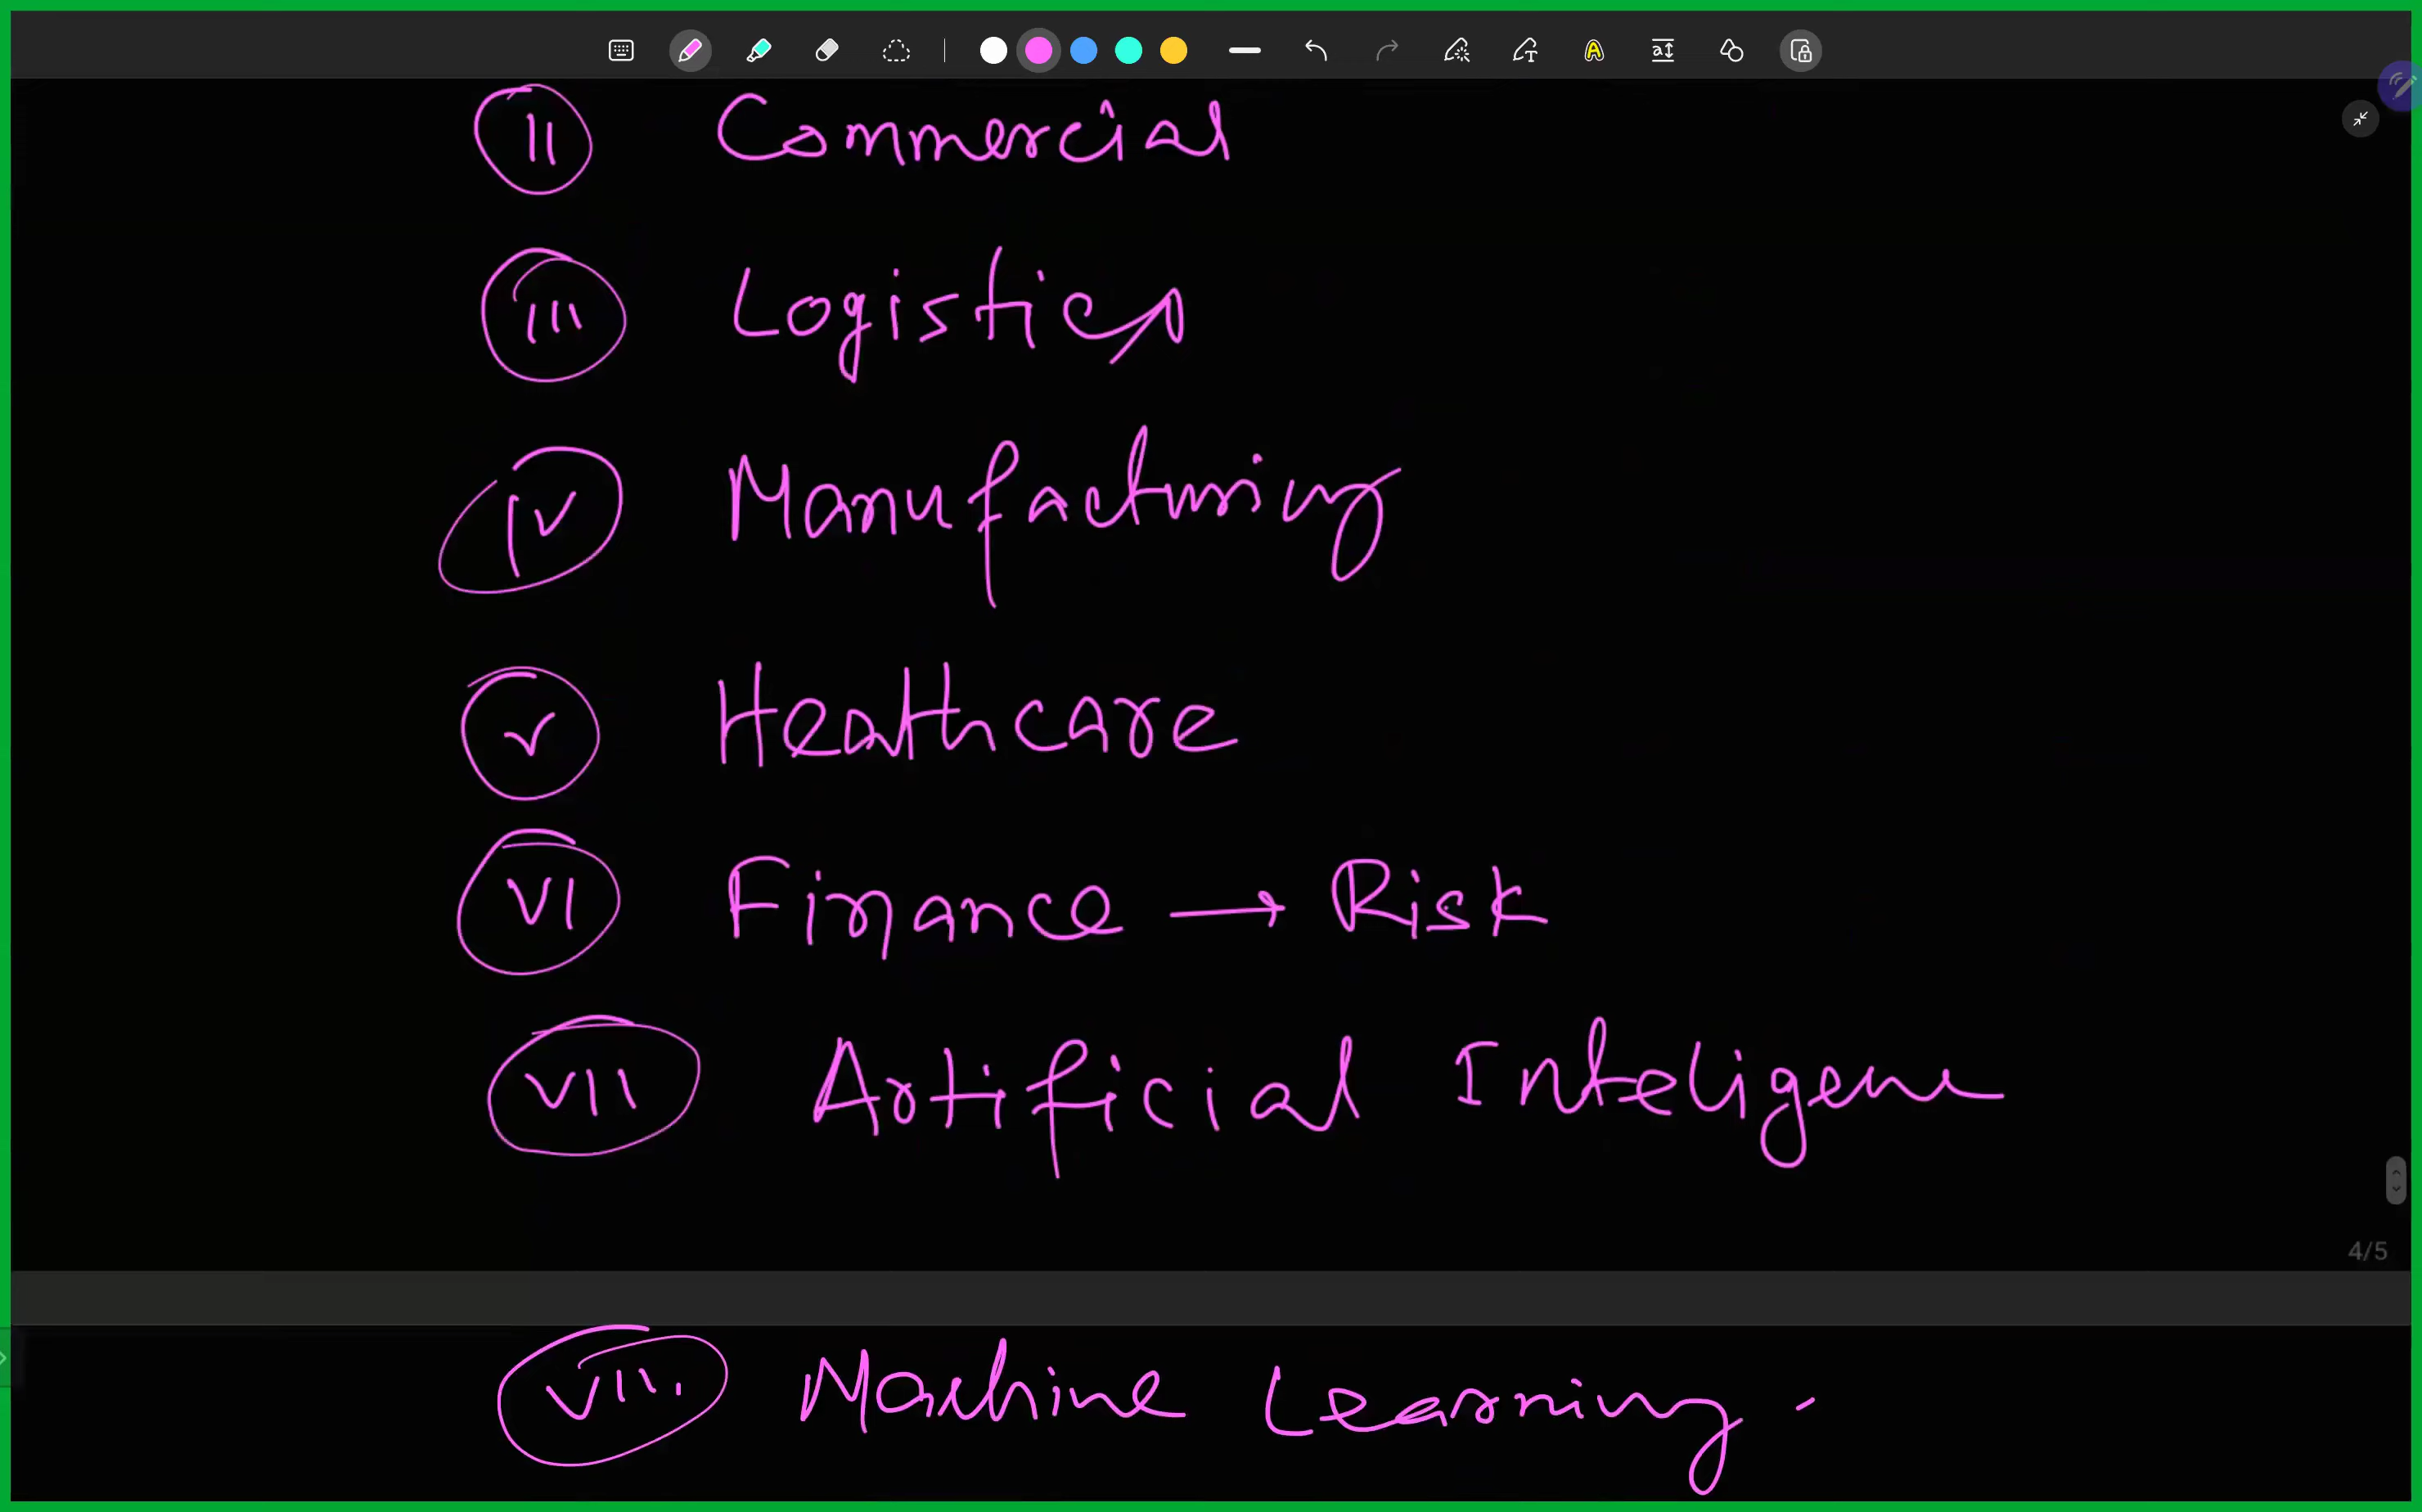 II Commercial
III Logistics
IV Manufacturing
V Healthcare
VI Finance → Risk
VII Artificial Inteligence
4/5
VIII. Machine Learning.